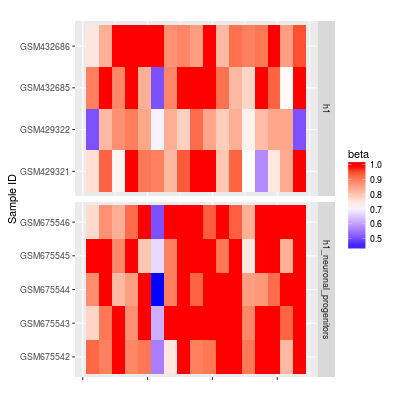 GSM432686
GSM432685
GSM429322
GSM429321
h1
GSM675546
GSM675545
GSM675544
GSM675543
GSM675542
h1_neuronal_progenitors
Sample ID
beta
1.0
0.9
0.8
0.7
0.6
0.5